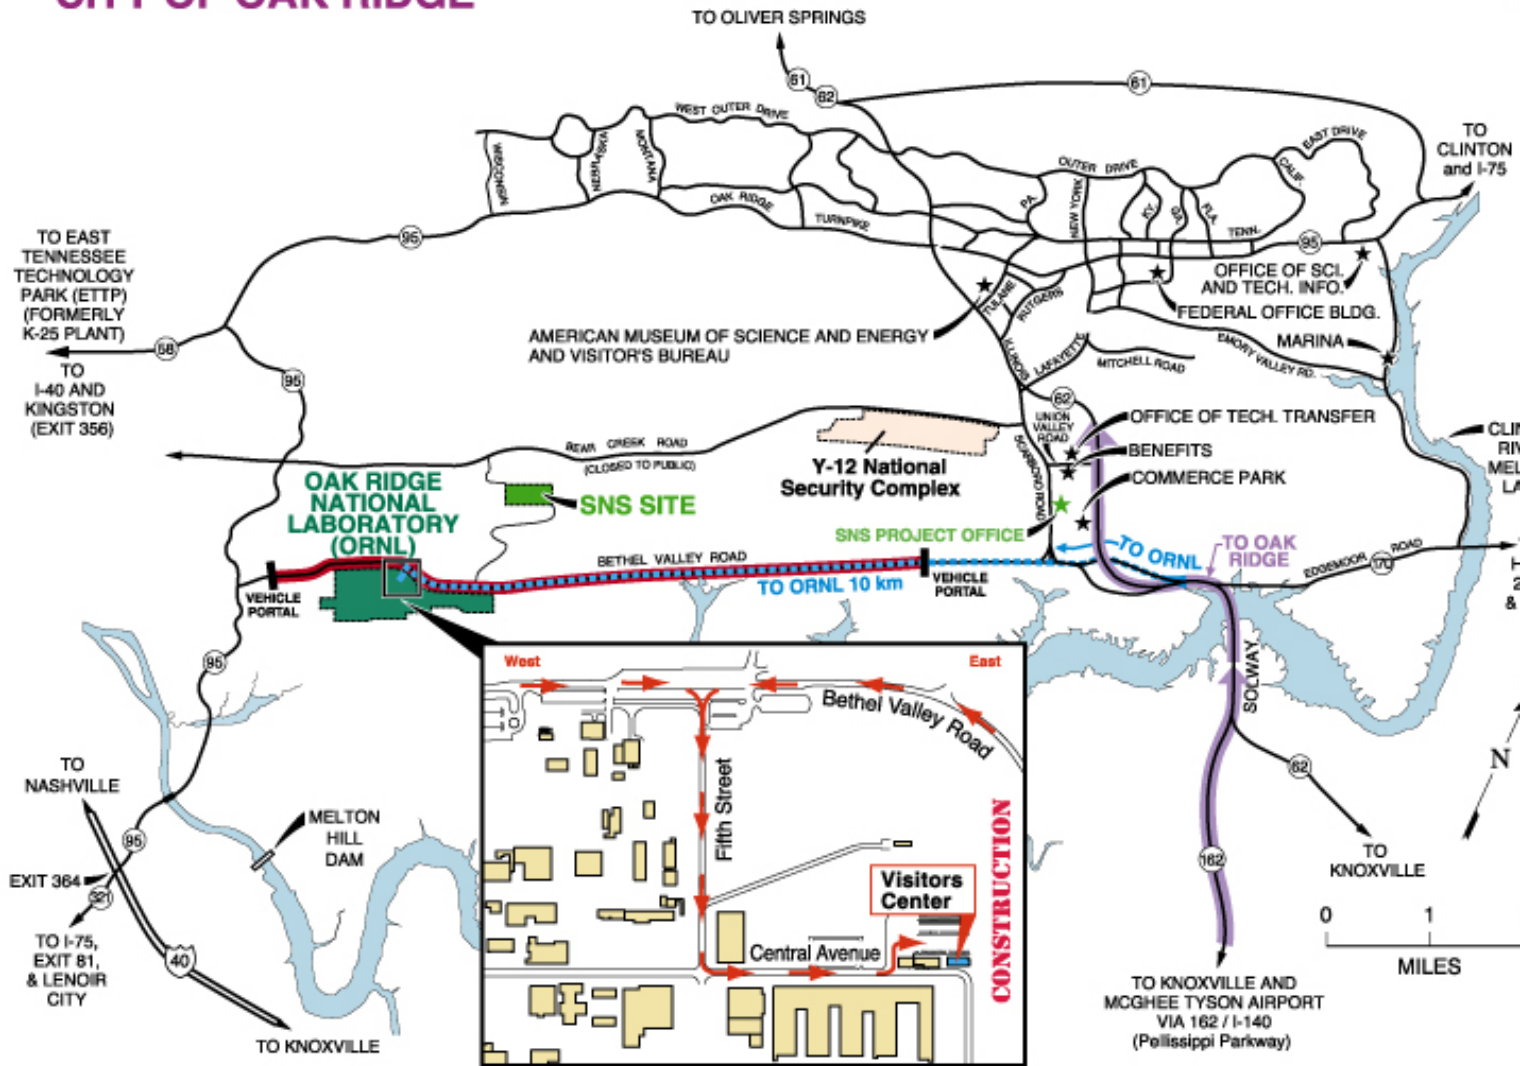 CITY OF OAK RIDGE
TO OLIVER SPRINGS
61
62
61
WEST OUTER DRIVE
WISCONSIN
NEBRASKA
MONTANA
OAK RIDGE
TURNPIKE
OUTER DRIVE
EAST DRIVE
PA.
NEW YORK
KY.
GA.
FLA.
CALIF.
TENN.
95
TO
CLINTON
and I-75
95
TO EAST
TENNESSEE
TECHNOLOGY
PARK (ETTP)
(FORMERLY
K-25 PLANT)
58
TO
I-40 AND
KINGSTON
(EXIT 356)
95
AMERICAN MUSEUM OF SCIENCE AND ENERGY
AND VISITOR'S BUREAU
TULANE
RUTGERS
ILLINOIS
LAFAYETTE
MITCHELL ROAD
EMORY VALLEY RD.
OFFICE OF SCI.
AND TECH. INFO.
FEDERAL OFFICE BLDG.
MARINA
62
UNION
VALLEY
ROAD
SCARBORO ROAD
OFFICE OF TECH. TRANSFER
BENEFITS
COMMERCE PARK
BEAR CREEK ROAD
(CLOSED TO PUBLIC)
Y-12 National
Security Complex
OAK RIDGE
NATIONAL
LABORATORY
(ORNL)
SNS SITE
SNS PROJECT OFFICE
BETHEL VALLEY ROAD
TO ORNL 10 km
VEHICLE
PORTAL
VEHICLE
PORTAL
TO ORNL
TO OAK
RIDGE
EDGEMOOR ROAD
170
SOLWAY
95
TO
NASHVILLE
95
EXIT 364
321
TO I-75,
EXIT 81,
& LENOIR
CITY
40
TO KNOXVILLE
MELTON
HILL
DAM
West
East
Bethel Valley Road
Fifth Street
Central Avenue
Visitors
Center
CONSTRUCTION
62
TO
KNOXVILLE
162
TO KNOXVILLE AND
MCGHEE TYSON AIRPORT
VIA 162 / I-140
(Pellissippi Parkway)
N
0 1
MILES